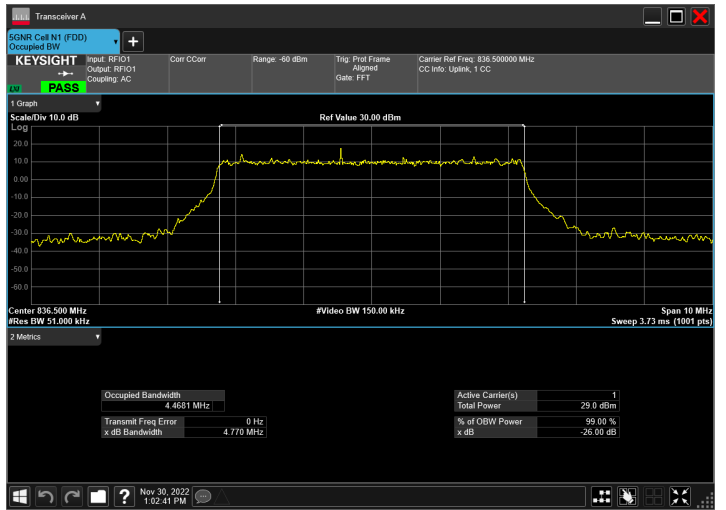 Transceiver A
5GNR Cell N1 (FDD)
Occupied BW
KEYSIGHT
LXI
PASS
Input: RFIO1
Output: RFIO1
Coupling: AC
Corr CCorr
Range: -60 dBm
Trig: Prot Frame
Aligned
Gate: FFT
Carrier Ref Freq: 836.500000 MHz
CC Info: Uplink, 1 CC
1 Graph
Scale/Div 10.0 dB
Ref Value 30.00 dBm
Log
20.0
10.0
0.00
-10.0
-20.0
-30.0
-40.0
-50.0
-60.0
Center 836.500 MHz
#Video BW 150.00 kHz
Span 10 MHz
#Res BW 51.000 kHz
Sweep 3.73 ms (1001 pts)
2 Metrics
Occupied Bandwidth
4.4681 MHz
Active Carrier(s) 1
Total Power 29.0 dBm
Transmit Freq Error 0 Hz
x dB Bandwidth 4.770 MHz
% of OBW Power 99.00 %
x dB -26.00 dB
?
Nov 30, 2022
1:02:41 PM